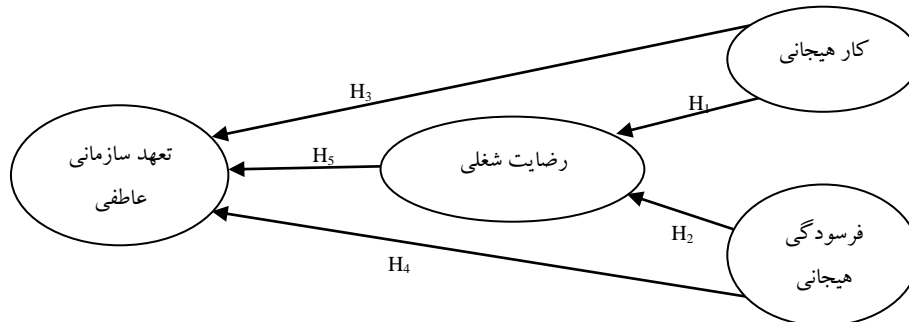 کار هیجانی
H₃
H₁
تعهد سازمانی
عاطفی
رضایت شغلی
H₅
فرسودگی
هیجانی
H₂
H₄